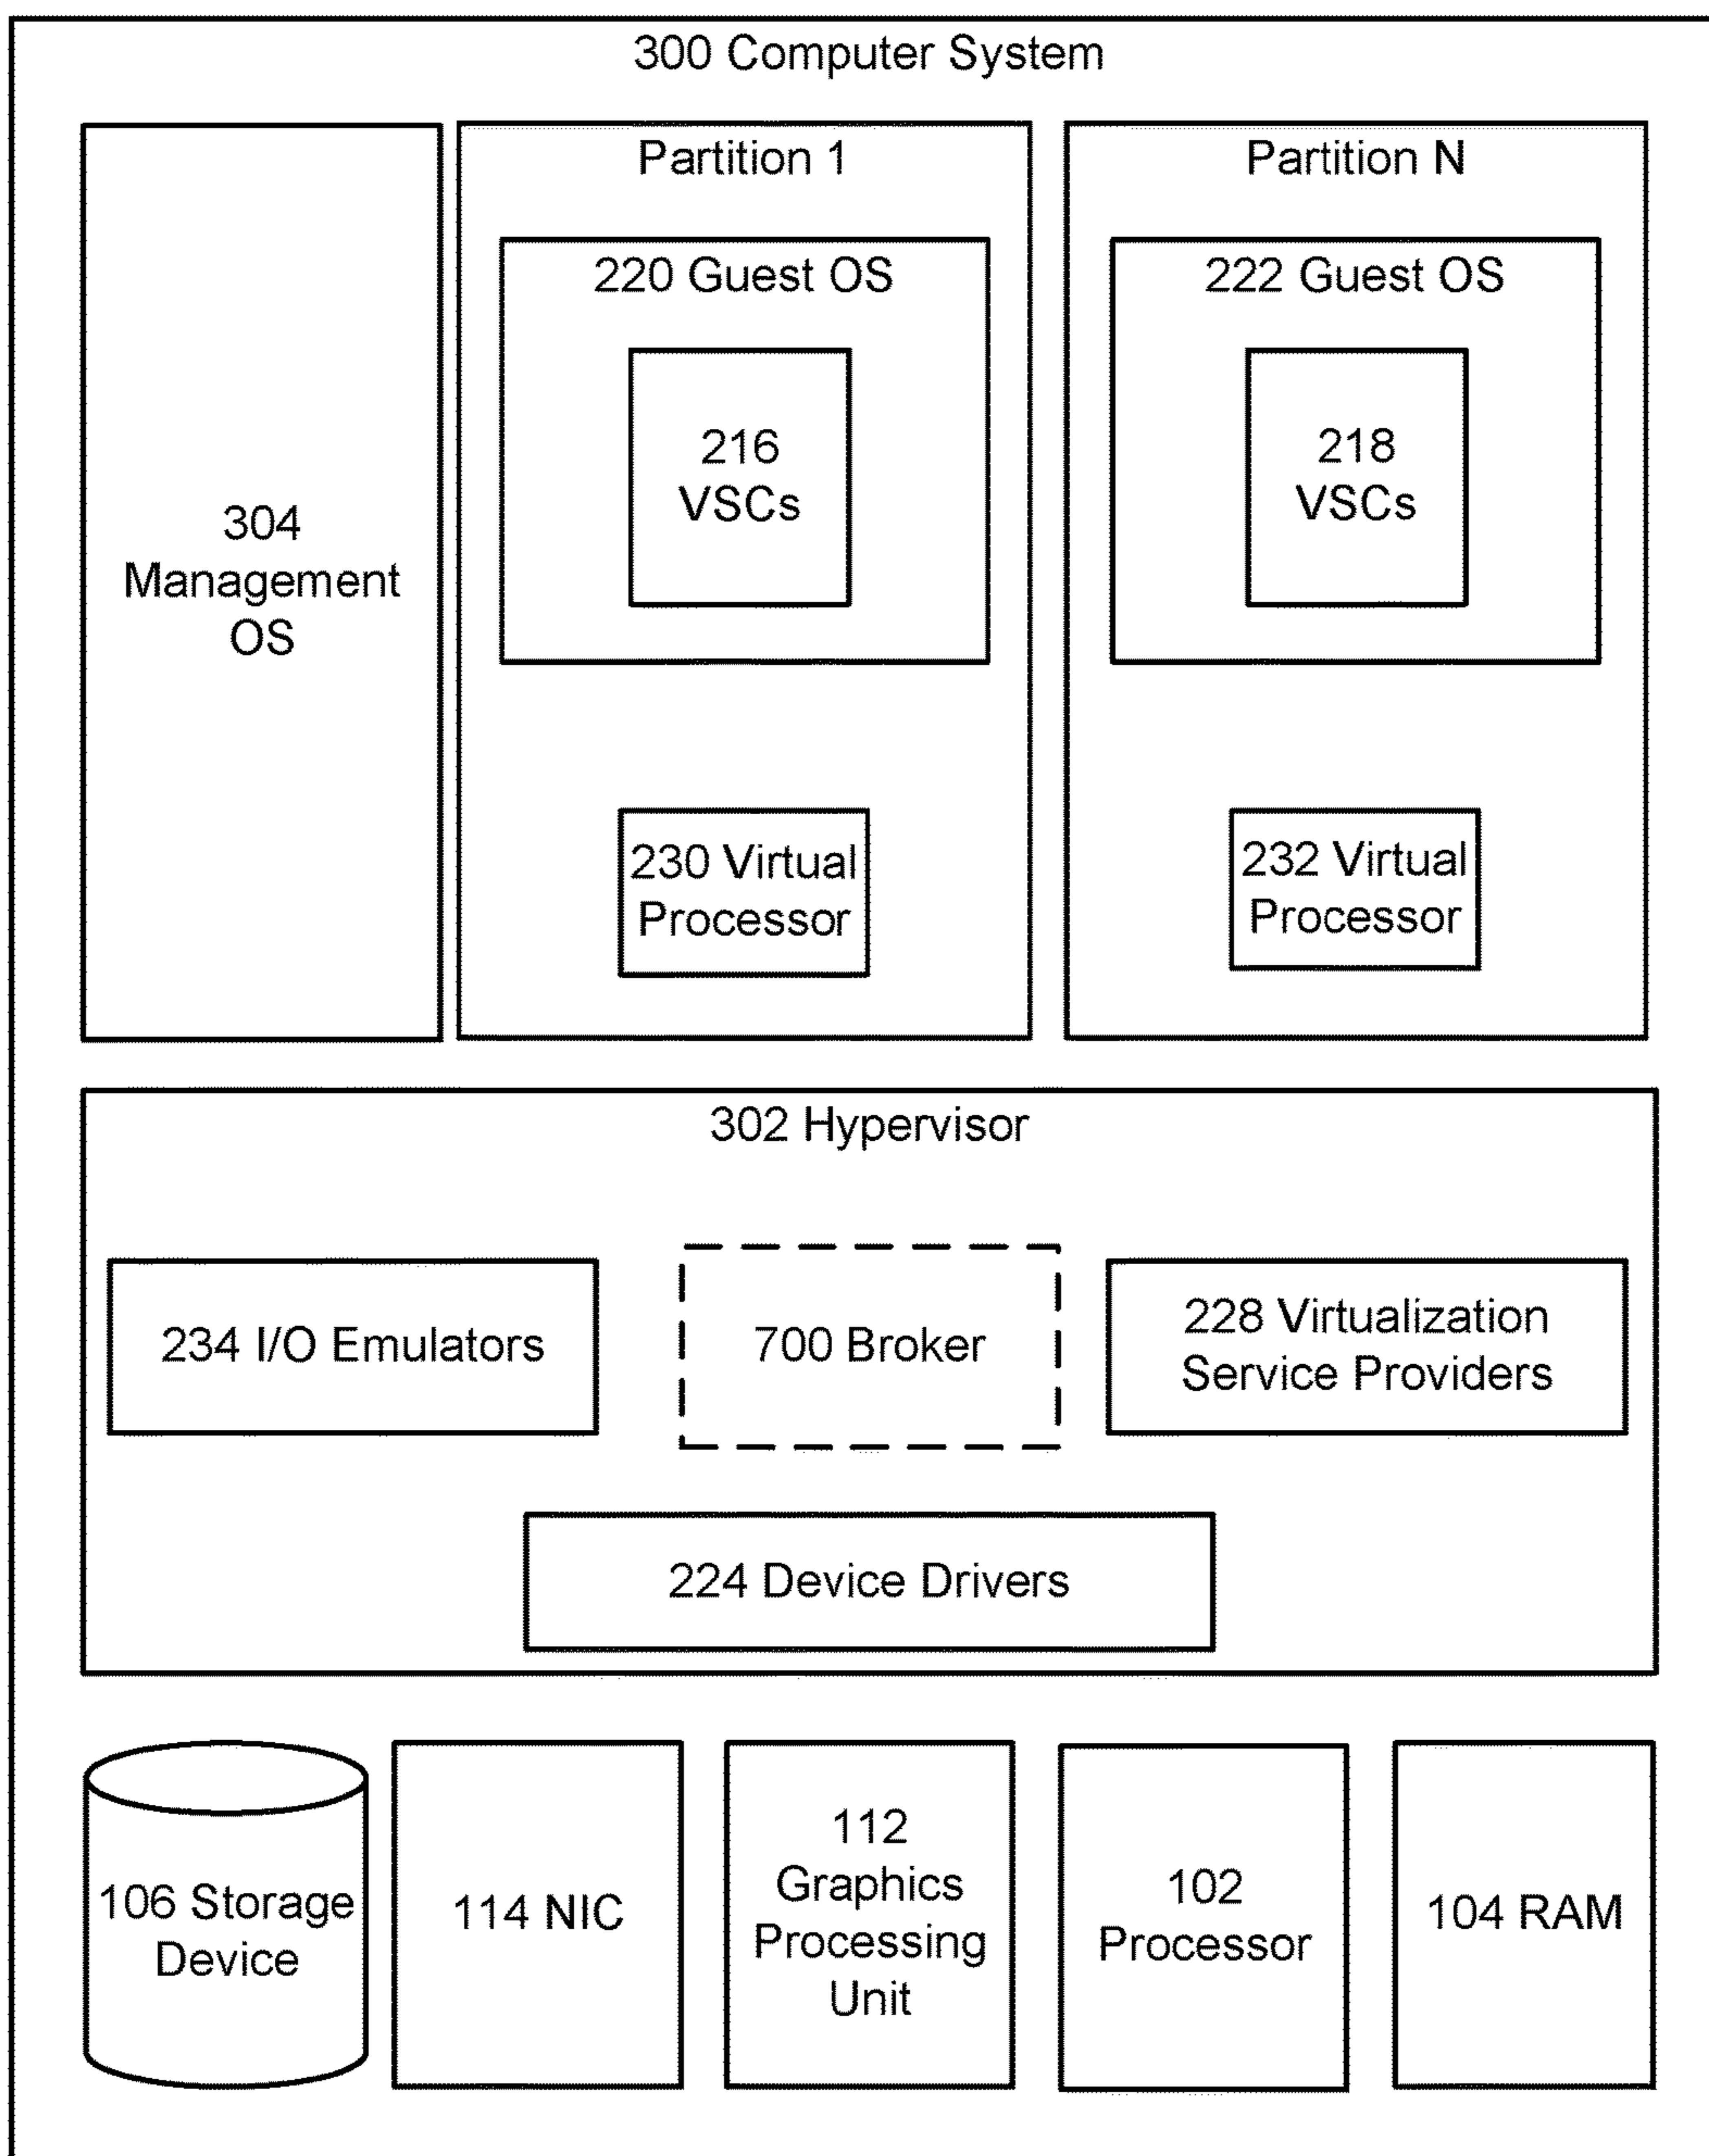 300 Computer System
304
Management
OS
Partition 1
220 Guest OS
216
VSCs
230 Virtual
Processor
Partition N
222 Guest OS
218
VSCs
232 Virtual
Processor
302 Hypervisor
234 I/O Emulators
700 Broker
228 Virtualization
Service Providers
224 Device Drivers
106 Storage
Device
114 NIC
112
Graphics
Processing
Unit
102
Processor
104 RAM